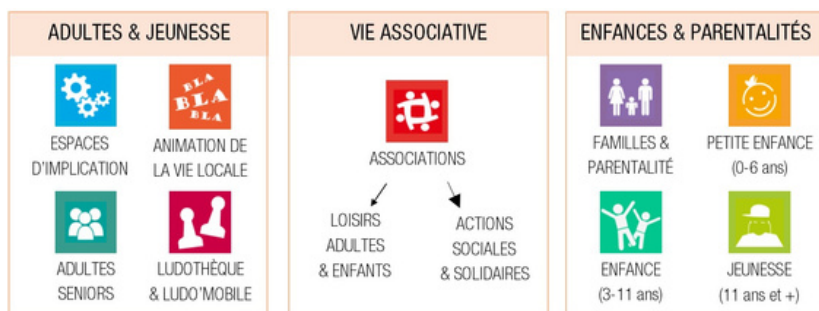 ADULTES & JEUNESSE
ESPACES
D'IMPLICATION
BLA
BLA
BLA
ANIMATION DE
LA VIE LOCALE
ADULTES
SENIORS
LUDOTHÈQUE
& LUDO'MOBILE
VIE ASSOCIATIVE
ASSOCIATIONS
LOISIRS
ADULTES
& ENFANTS
ACTIONS
SOCIALES
& SOLIDAIRES
ENFANCES & PARENTALITÉS
FAMILLES &
PARENTALITÉ
PETITE ENFANCE
(0-6 ans)
ENFANCE
(3-11 ans)
JEUNESSE
(11 ans et +)